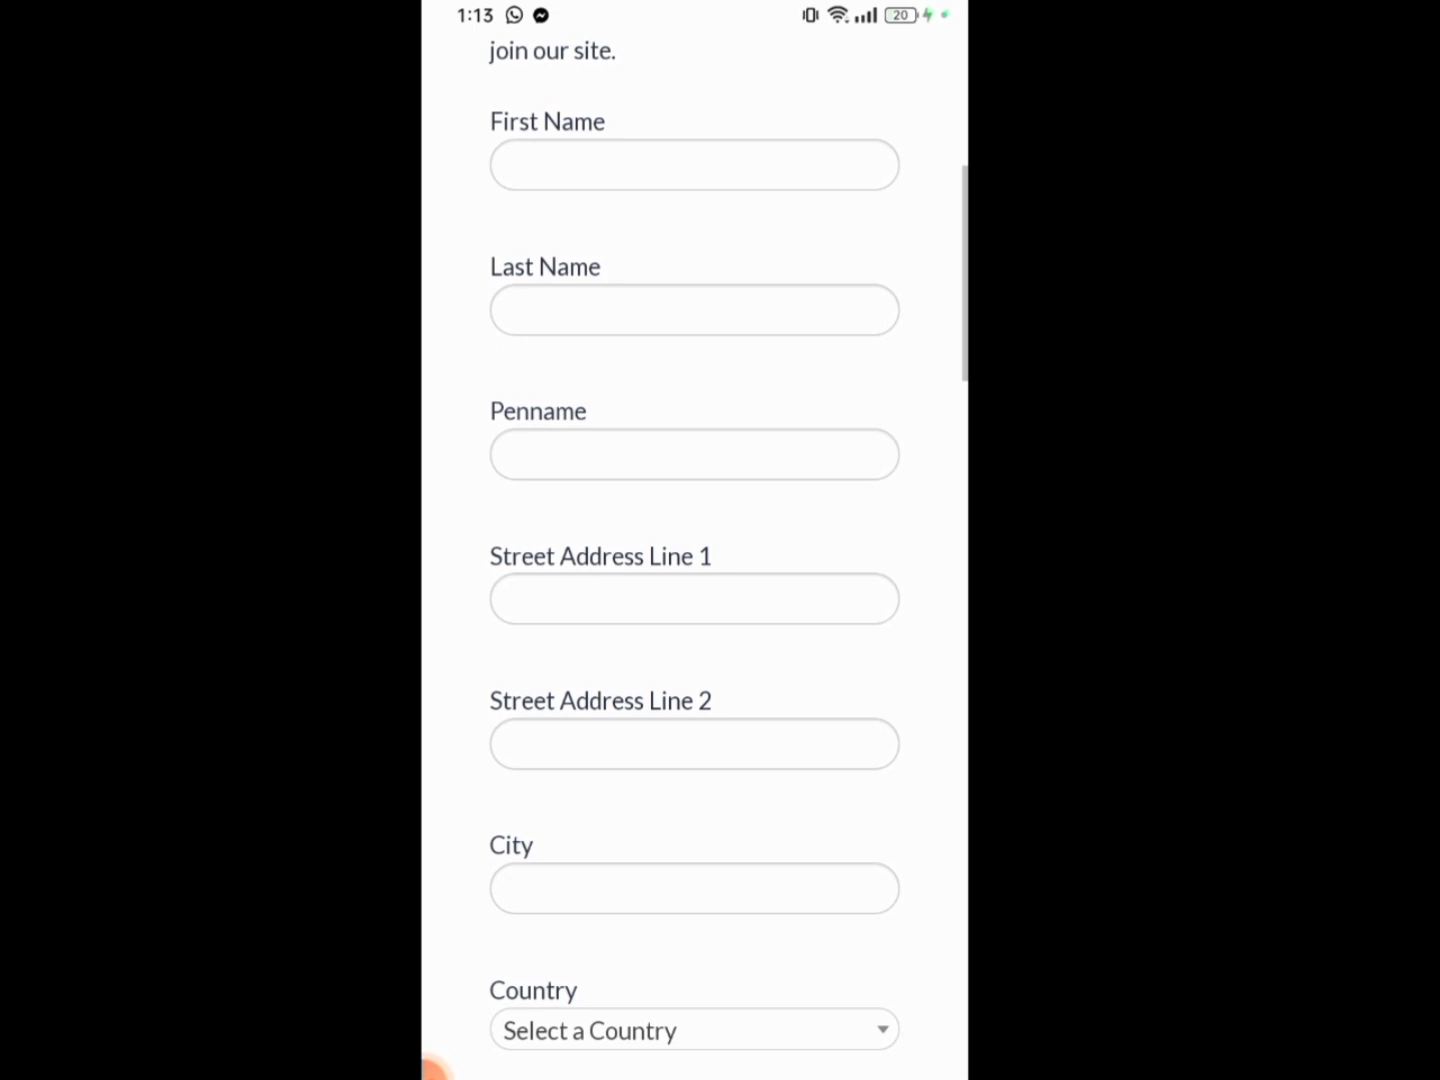 1:13
20
join our site.
First Name
Last Name
Penname
Street Address Line 1
Street Address Line 2
City
Country
Select a Country